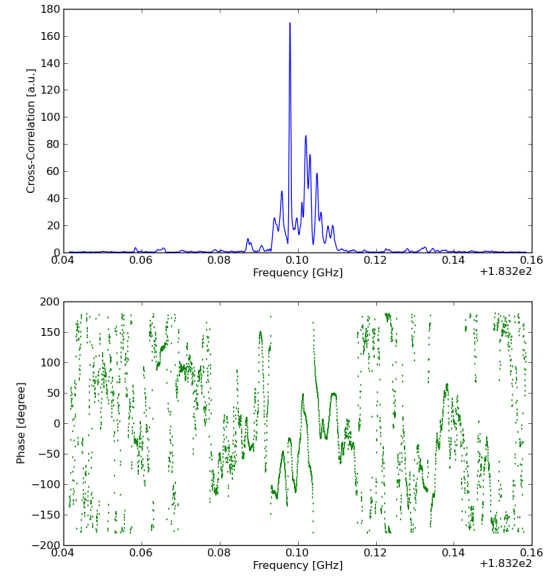 180
160
140
120
100
80
60
40
20
0
Cross-Correlation [a.u.]
0.04 0.06 0.08 0.10 0.12 0.14 0.16
Frequency [GHz]
+1.832e2
200
150
100
50
0
−50
−100
−150
−200
Phase [degree]
0.04 0.06 0.08 0.10 0.12 0.14 0.16
Frequency [GHz]
+1.832e2